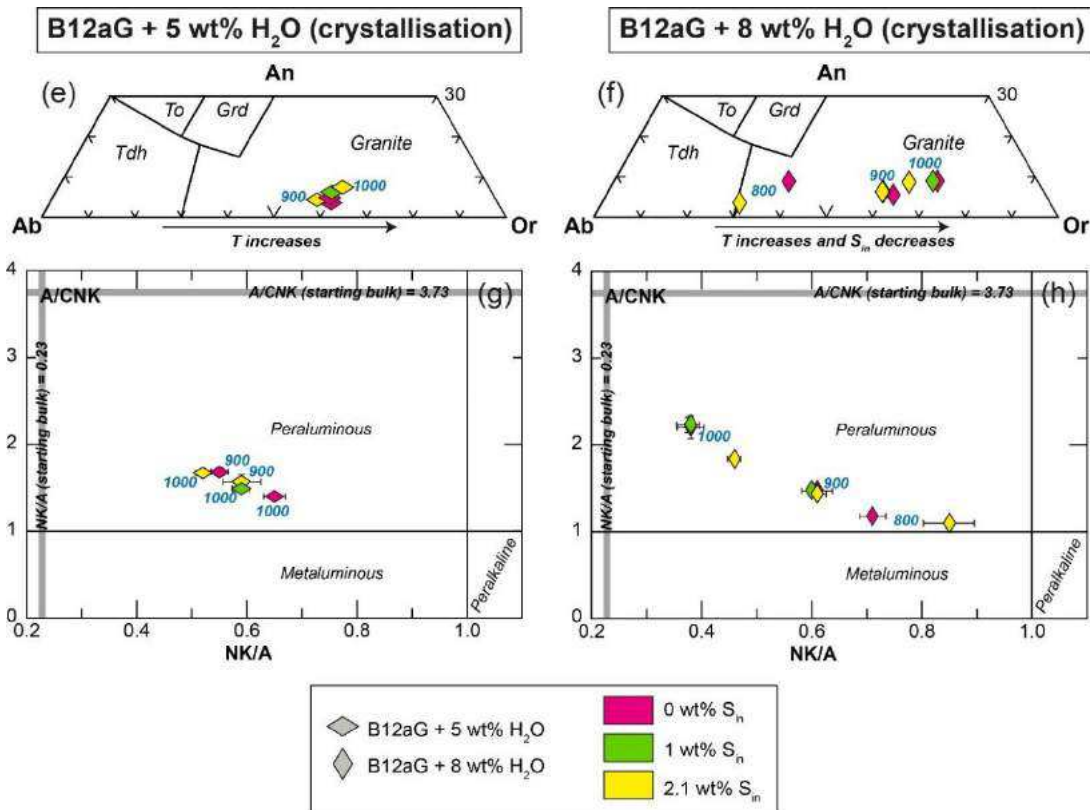 B12aG + 5 wt% H₂O (crystallisation)
B12aG + 8 wt% H₂O (crystallisation)
(e)
An
30
To
Grd
Tdh
Granite
900
1000
Ab
Or
T increases
(f)
An
30
To
Grd
Tdh
Granite
1000
900
800
Ab
Or
T increases and S_in decreases
4
3
2
1
0
A/CNK
A/CNK (starting bulk) = 3.73
(g)
NK/A (starting bulk) = 0.23
Peraluminous
900
900
1000
1000
1000
Metaluminous
Peralkaline
0.2
0.4
0.6
0.8
1.0
NK/A
4
3
2
1
0
A/CNK
A/CNK (starting bulk) = 3.73
(h)
NK/A (starting bulk) = 0.23
Peraluminous
1000
900
800
Metaluminous
Peralkaline
0.2
0.4
0.6
0.8
1.0
NK/A
B12aG + 5 wt% H₂O
B12aG + 8 wt% H₂O
0 wt% S_in
1 wt% S_in
2.1 wt% S_in